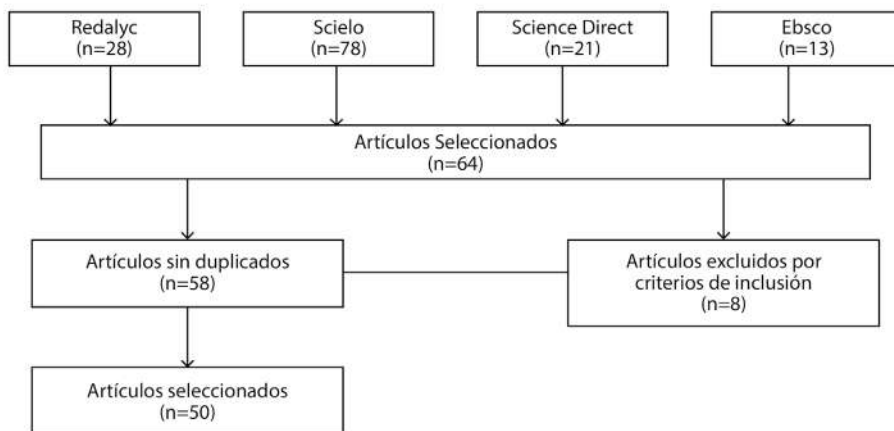 Redalyc
(n=28)
Scielo
(n=78)
Science Direct
(n=21)
Ebsco
(n=13)
Artículos Seleccionados
(n=64)
Artículos sin duplicados
(n=58)
Artículos excluidos por
criterios de inclusión
(n=8)
Artículos seleccionados
(n=50)